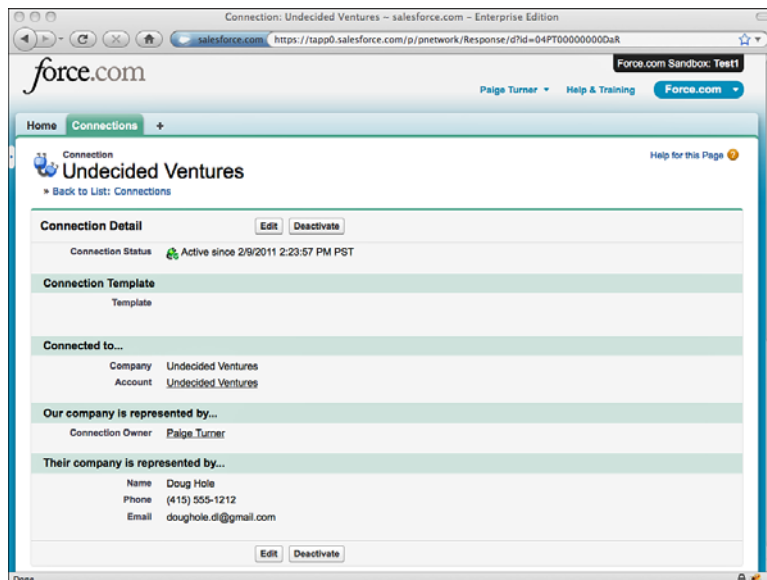 Connection: Undecided Ventures – salesforce.com – Enterprise Edition
salesforce.com https://tapp0.salesforce.com/p/pnetwork/Response/d?id=04PT00000000DaR
force.com
Force.com Sandbox: Test1
Paige Turner Help & Training Force.com
Home Connections +
Connection
Undecided Ventures
Help for this Page ?
» Back to List: Connections
Connection Detail Edit Deactivate
Connection Status Active since 2/9/2011 2:23:57 PM PST
Connection Template
Template
Connected to...
Company Undecided Ventures
Account Undecided Ventures
Our company is represented by...
Connection Owner Paige Turner
Their company is represented by...
Name Doug Hole
Phone (415) 555-1212
Email doughole.dl@gmail.com
Edit Deactivate
Done